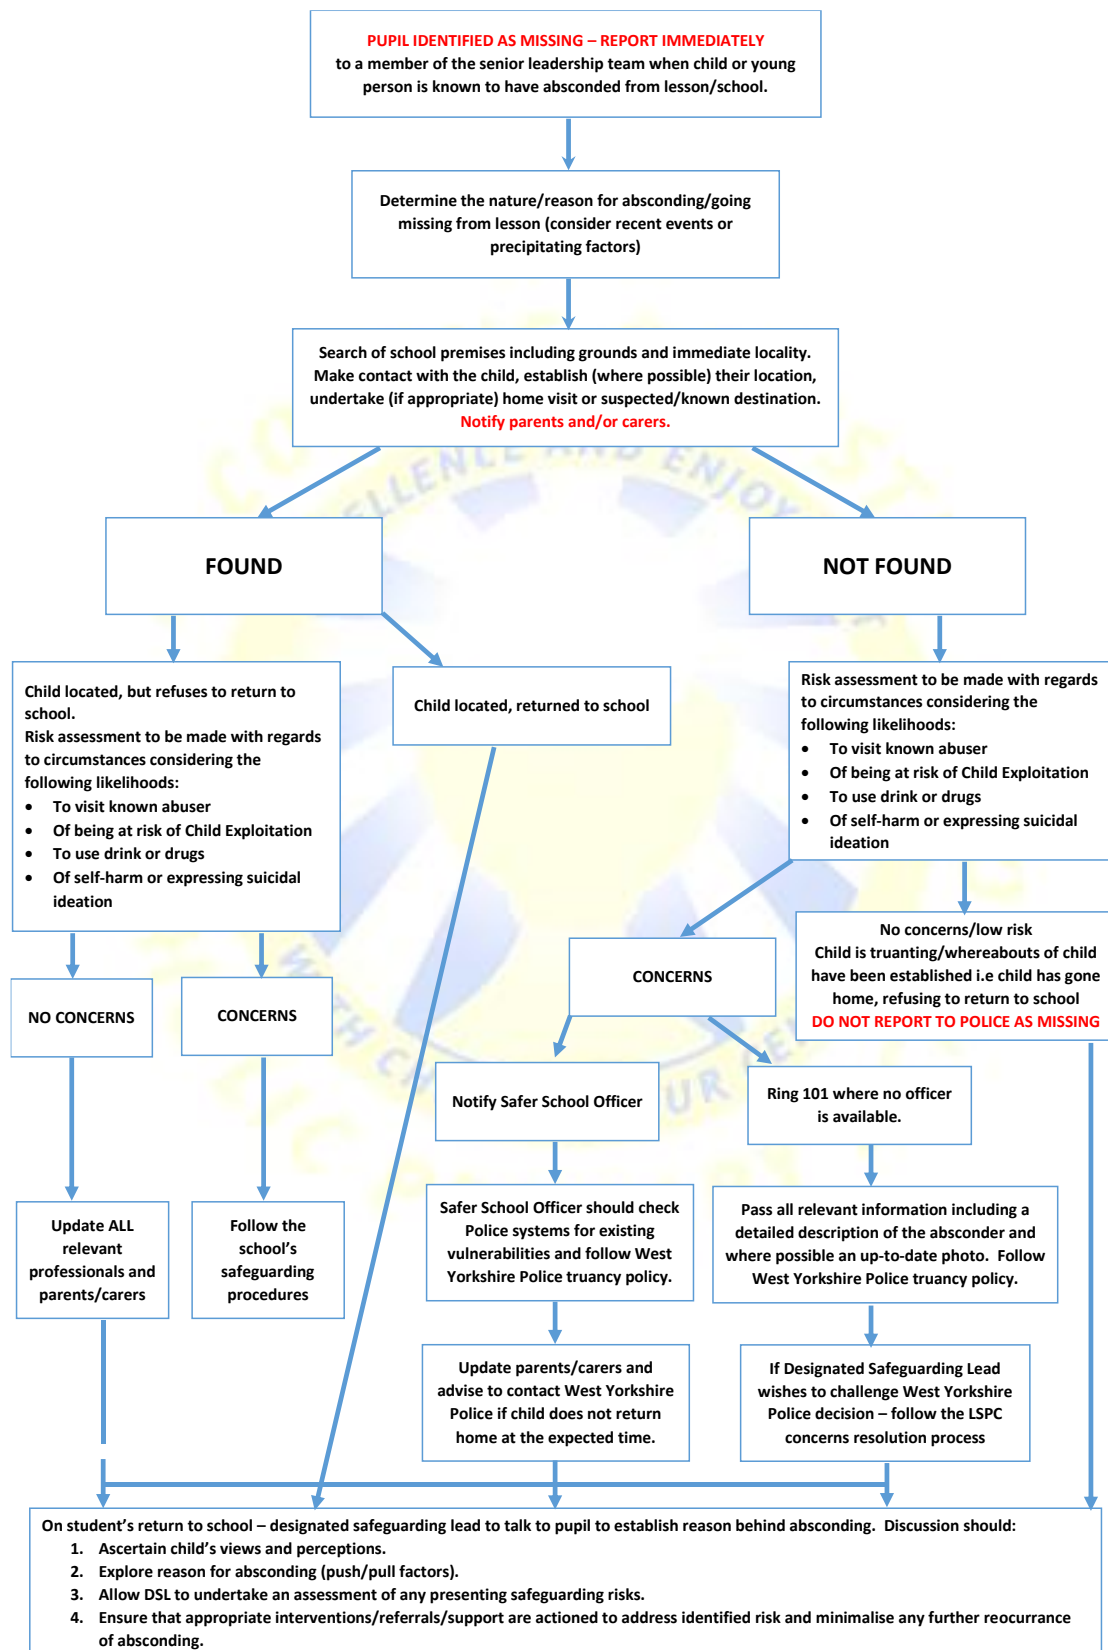 PUPIL IDENTIFIED AS MISSING – REPORT IMMEDIATELY
to a member of the senior leadership team when child or young
person is known to have absconded from lesson/school.
Determine the nature/reason for absconding/going
missing from lesson (consider recent events or
precipitating factors)
Search of school premises including grounds and immediate locality.
Make contact with the child, establish (where possible) their location,
undertake (if appropriate) home visit or suspected/known destination.
Notify parents and/or carers.
FOUND
NOT FOUND
Child located, but refuses to return to
school.
Risk assessment to be made with regards
to circumstances considering the
following likelihoods:
• To visit known abuser
• Of being at risk of Child Exploitation
• To use drink or drugs
• Of self-harm or expressing suicidal
ideation
Child located, returned to school
Risk assessment to be made with regards
to circumstances considering the
following likelihoods:
• To visit known abuser
• Of being at risk of Child Exploitation
• To use drink or drugs
• Of self-harm or expressing suicidal
ideation
NO CONCERNS
CONCERNS
CONCERNS
No concerns/low risk
Child is truanting/whereabouts of child
have been established i.e child has gone
home, refusing to return to school
DO NOT REPORT TO POLICE AS MISSING
Notify Safer School Officer
Ring 101 where no officer
is available.
Update ALL
relevant
professionals and
parents/carers
Follow the
school’s
safeguarding
procedures
Safer School Officer should check
Police systems for existing
vulnerabilities and follow West
Yorkshire Police truancy policy.
Pass all relevant information including a
detailed description of the absconder and
where possible an up-to-date photo.  Follow
West Yorkshire Police truancy policy.
Update parents/carers and
advise to contact West Yorkshire
Police if child does not return
home at the expected time.
If Designated Safeguarding Lead
wishes to challenge West Yorkshire
Police decision – follow the LSPC
concerns resolution process
On student’s return to school – designated safeguarding lead to talk to pupil to establish reason behind absconding.  Discussion should:
1. Ascertain child’s views and perceptions.
2. Explore reason for absconding (push/pull factors).
3. Allow DSL to undertake an assessment of any presenting safeguarding risks.
4. Ensure that appropriate interventions/referrals/support are actioned to address identified risk and minimalise any further reocurrance
of absconding.